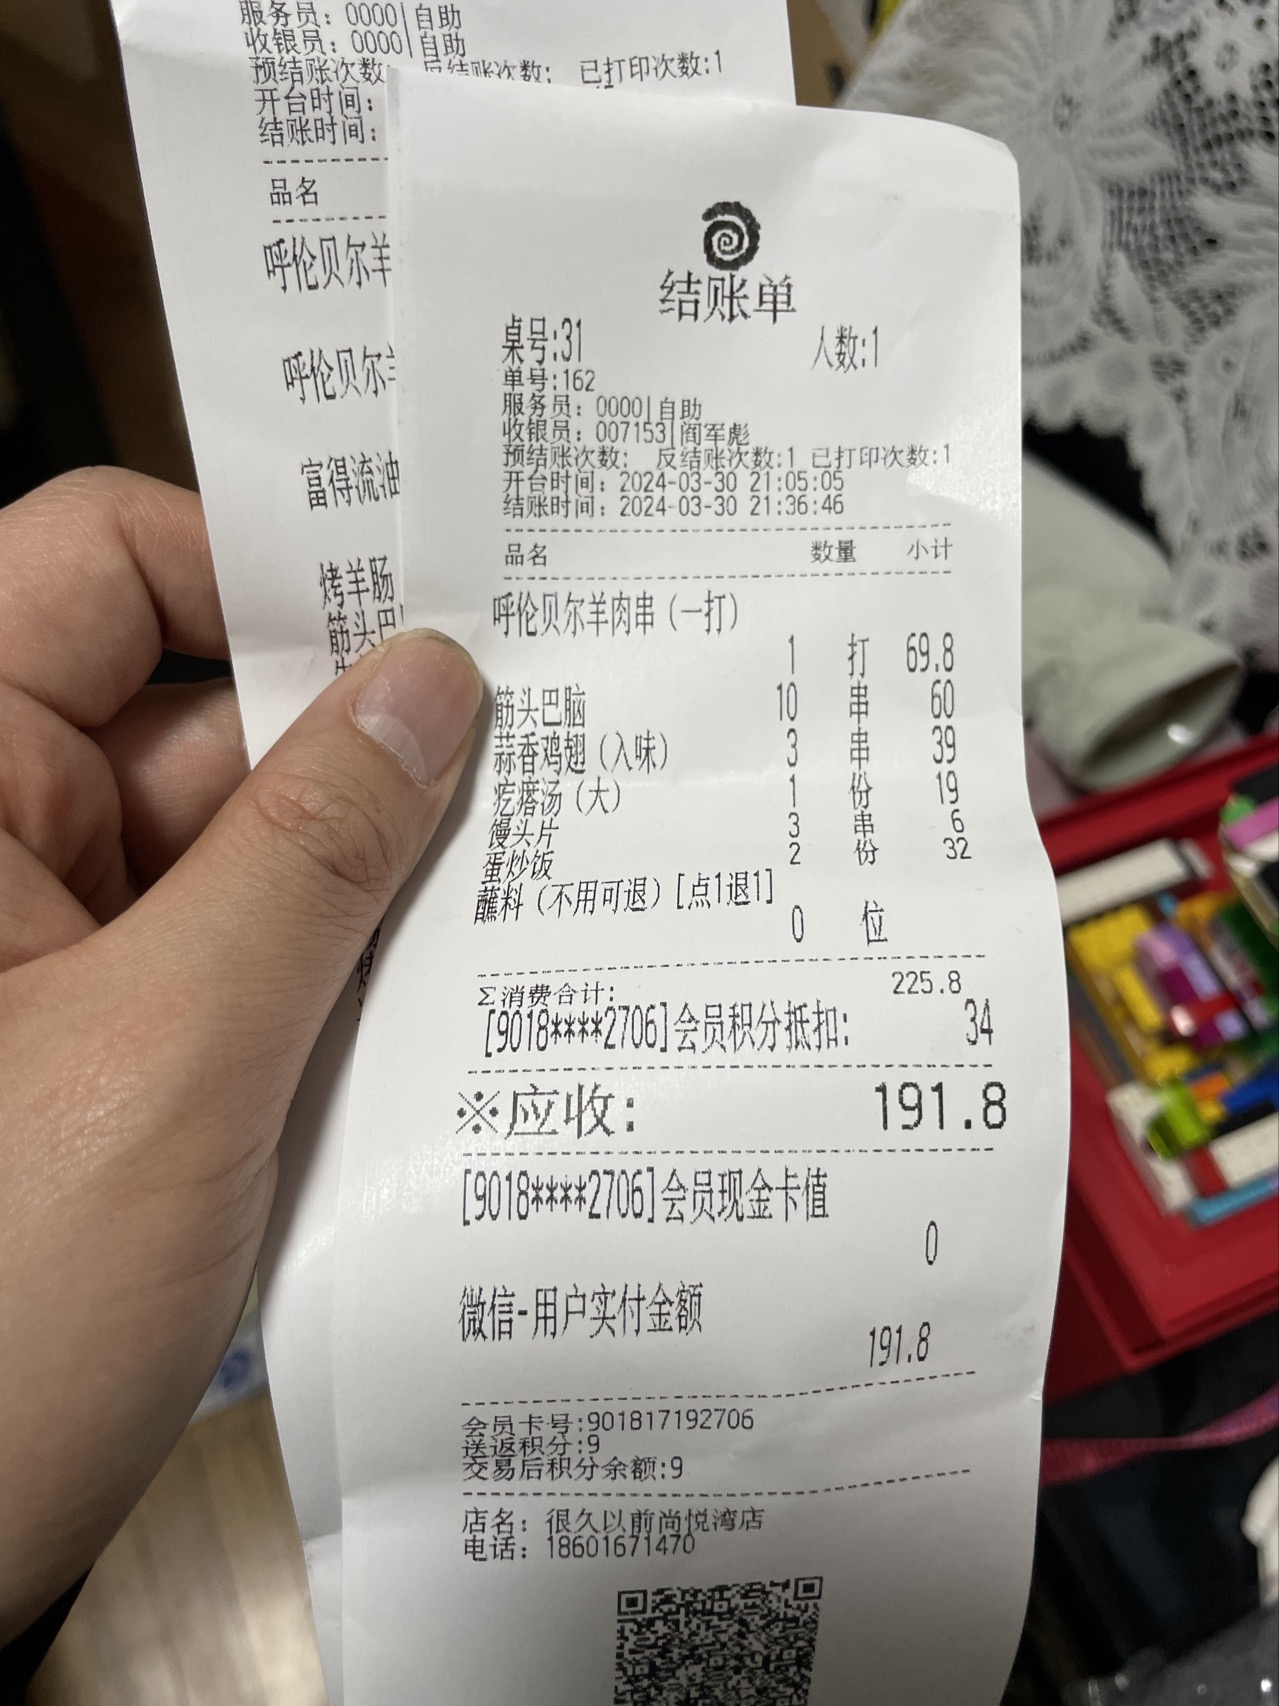 服务员: 0000|自助
收银员: 0000|自助
预结账次数: 反结账次数: 已打印次数:1
开台时间:
结账时间:
品名
呼伦贝尔羊
呼伦贝尔
富得流油
烤羊肠
筋头巴
结账单
桌号:31 人数:1
单号:162
服务员: 0000|自助
收银员: 007153|阎军彪
预结账次数: 反结账次数:1 已打印次数:1
开台时间: 2024-03-30 21:05:05
结账时间: 2024-03-30 21:36:46
品名 数量 小计
呼伦贝尔羊肉串(一打)
1 打 69.8
筋头巴脑 10 串 60
蒜香鸡翅(入味) 3 串 39
疙瘩汤(大) 1 份 19
馒头片 3 串 6
蛋炒饭 2 份 32
蘸料(不用可退)[点1退1]
0 位
Σ消费合计: 225.8
[9018****2706]会员积分抵扣: 34
※应收: 191.8
[9018****2706]会员现金卡值
0
微信-用户实付金额
191.8
会员卡号:901817192706
送返积分:9
交易后积分余额:9
店名: 很久以前尚悦湾店
电话: 18601671470